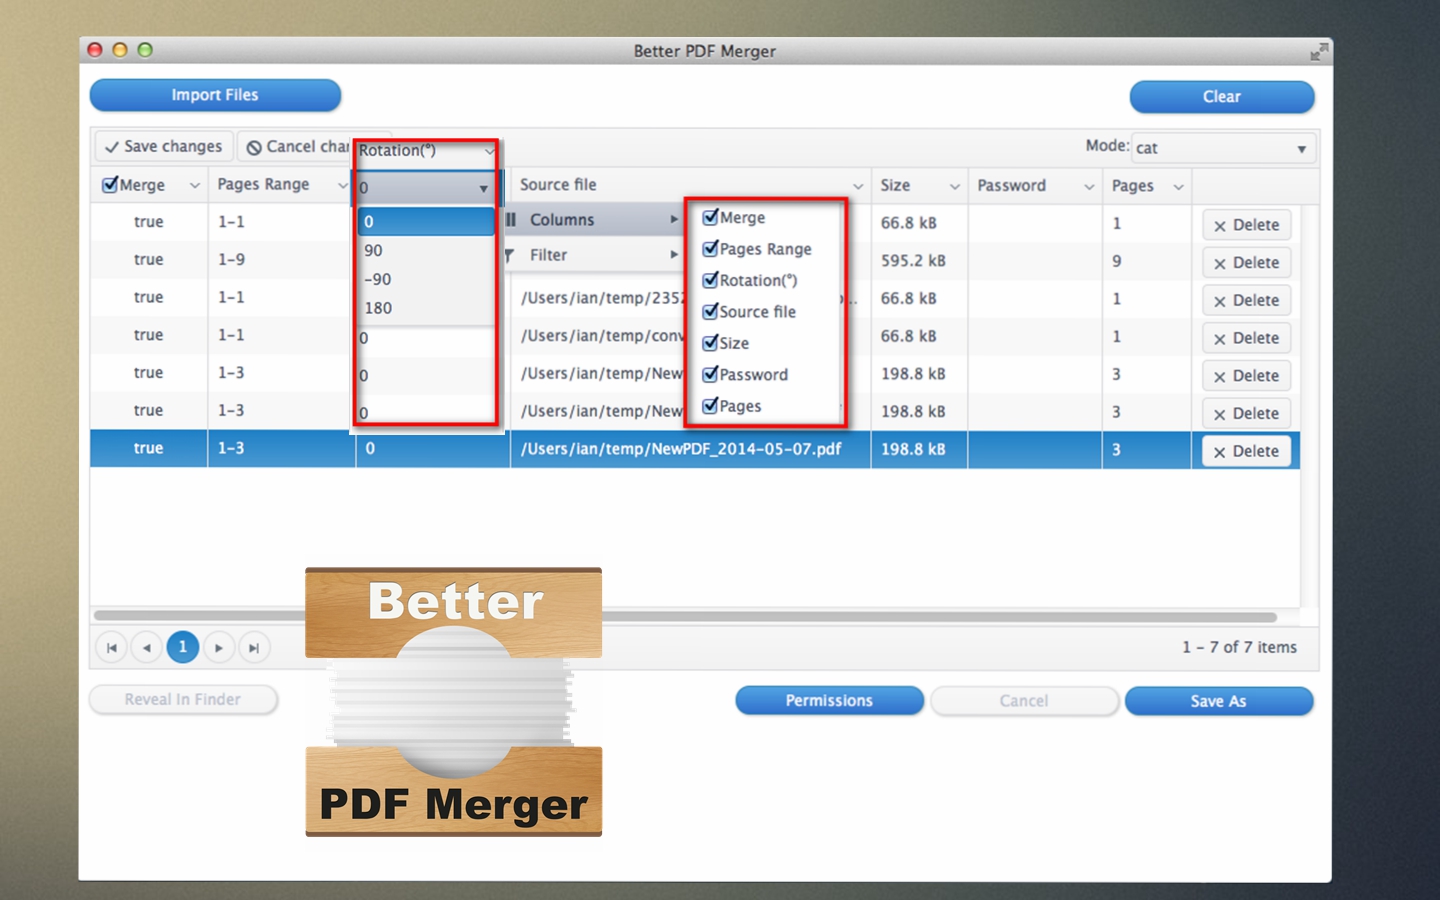 Better PDF Merger
Import Files
Clear
Save changes
Cancel char
Rotation(°)
Mode: cat
Merge Pages Range 0 Source file Size Password Pages
true 1-1 0 Columns Merge 66.8 kB 1 Delete
true 1-9 90 Filter Pages Range 595.2 kB 9 Delete
-90 Rotation(°)
true 1-1 180 /Users/ian/temp/2352 Source file 66.8 kB 1 Delete
true 1-1 0 /Users/ian/temp/conv Size 66.8 kB 1 Delete
true 1-3 0 /Users/ian/temp/New Password 198.8 kB 3 Delete
true 1-3 0 /Users/ian/temp/New Pages 198.8 kB 3 Delete
true 1-3 0 /Users/ian/temp/NewPDF_2014-05-07.pdf 198.8 kB 3 Delete
Better
PDF Merger
1
1 - 7 of 7 items
Reveal In Finder
Permissions
Cancel
Save As